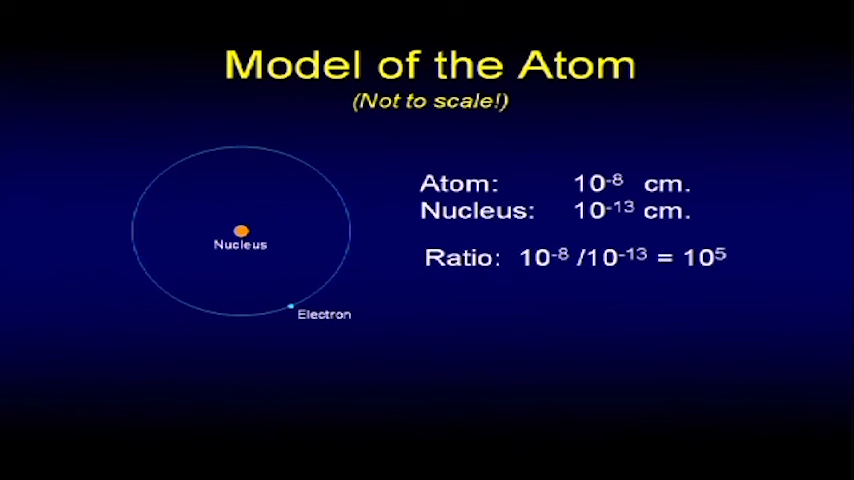 Model of the Atom
(Not to scale!)
Atom: 10⁻⁸ cm.
Nucleus: 10⁻¹³ cm.
Ratio: 10⁻⁸ /10⁻¹³ = 10⁵
Nucleus
Electron